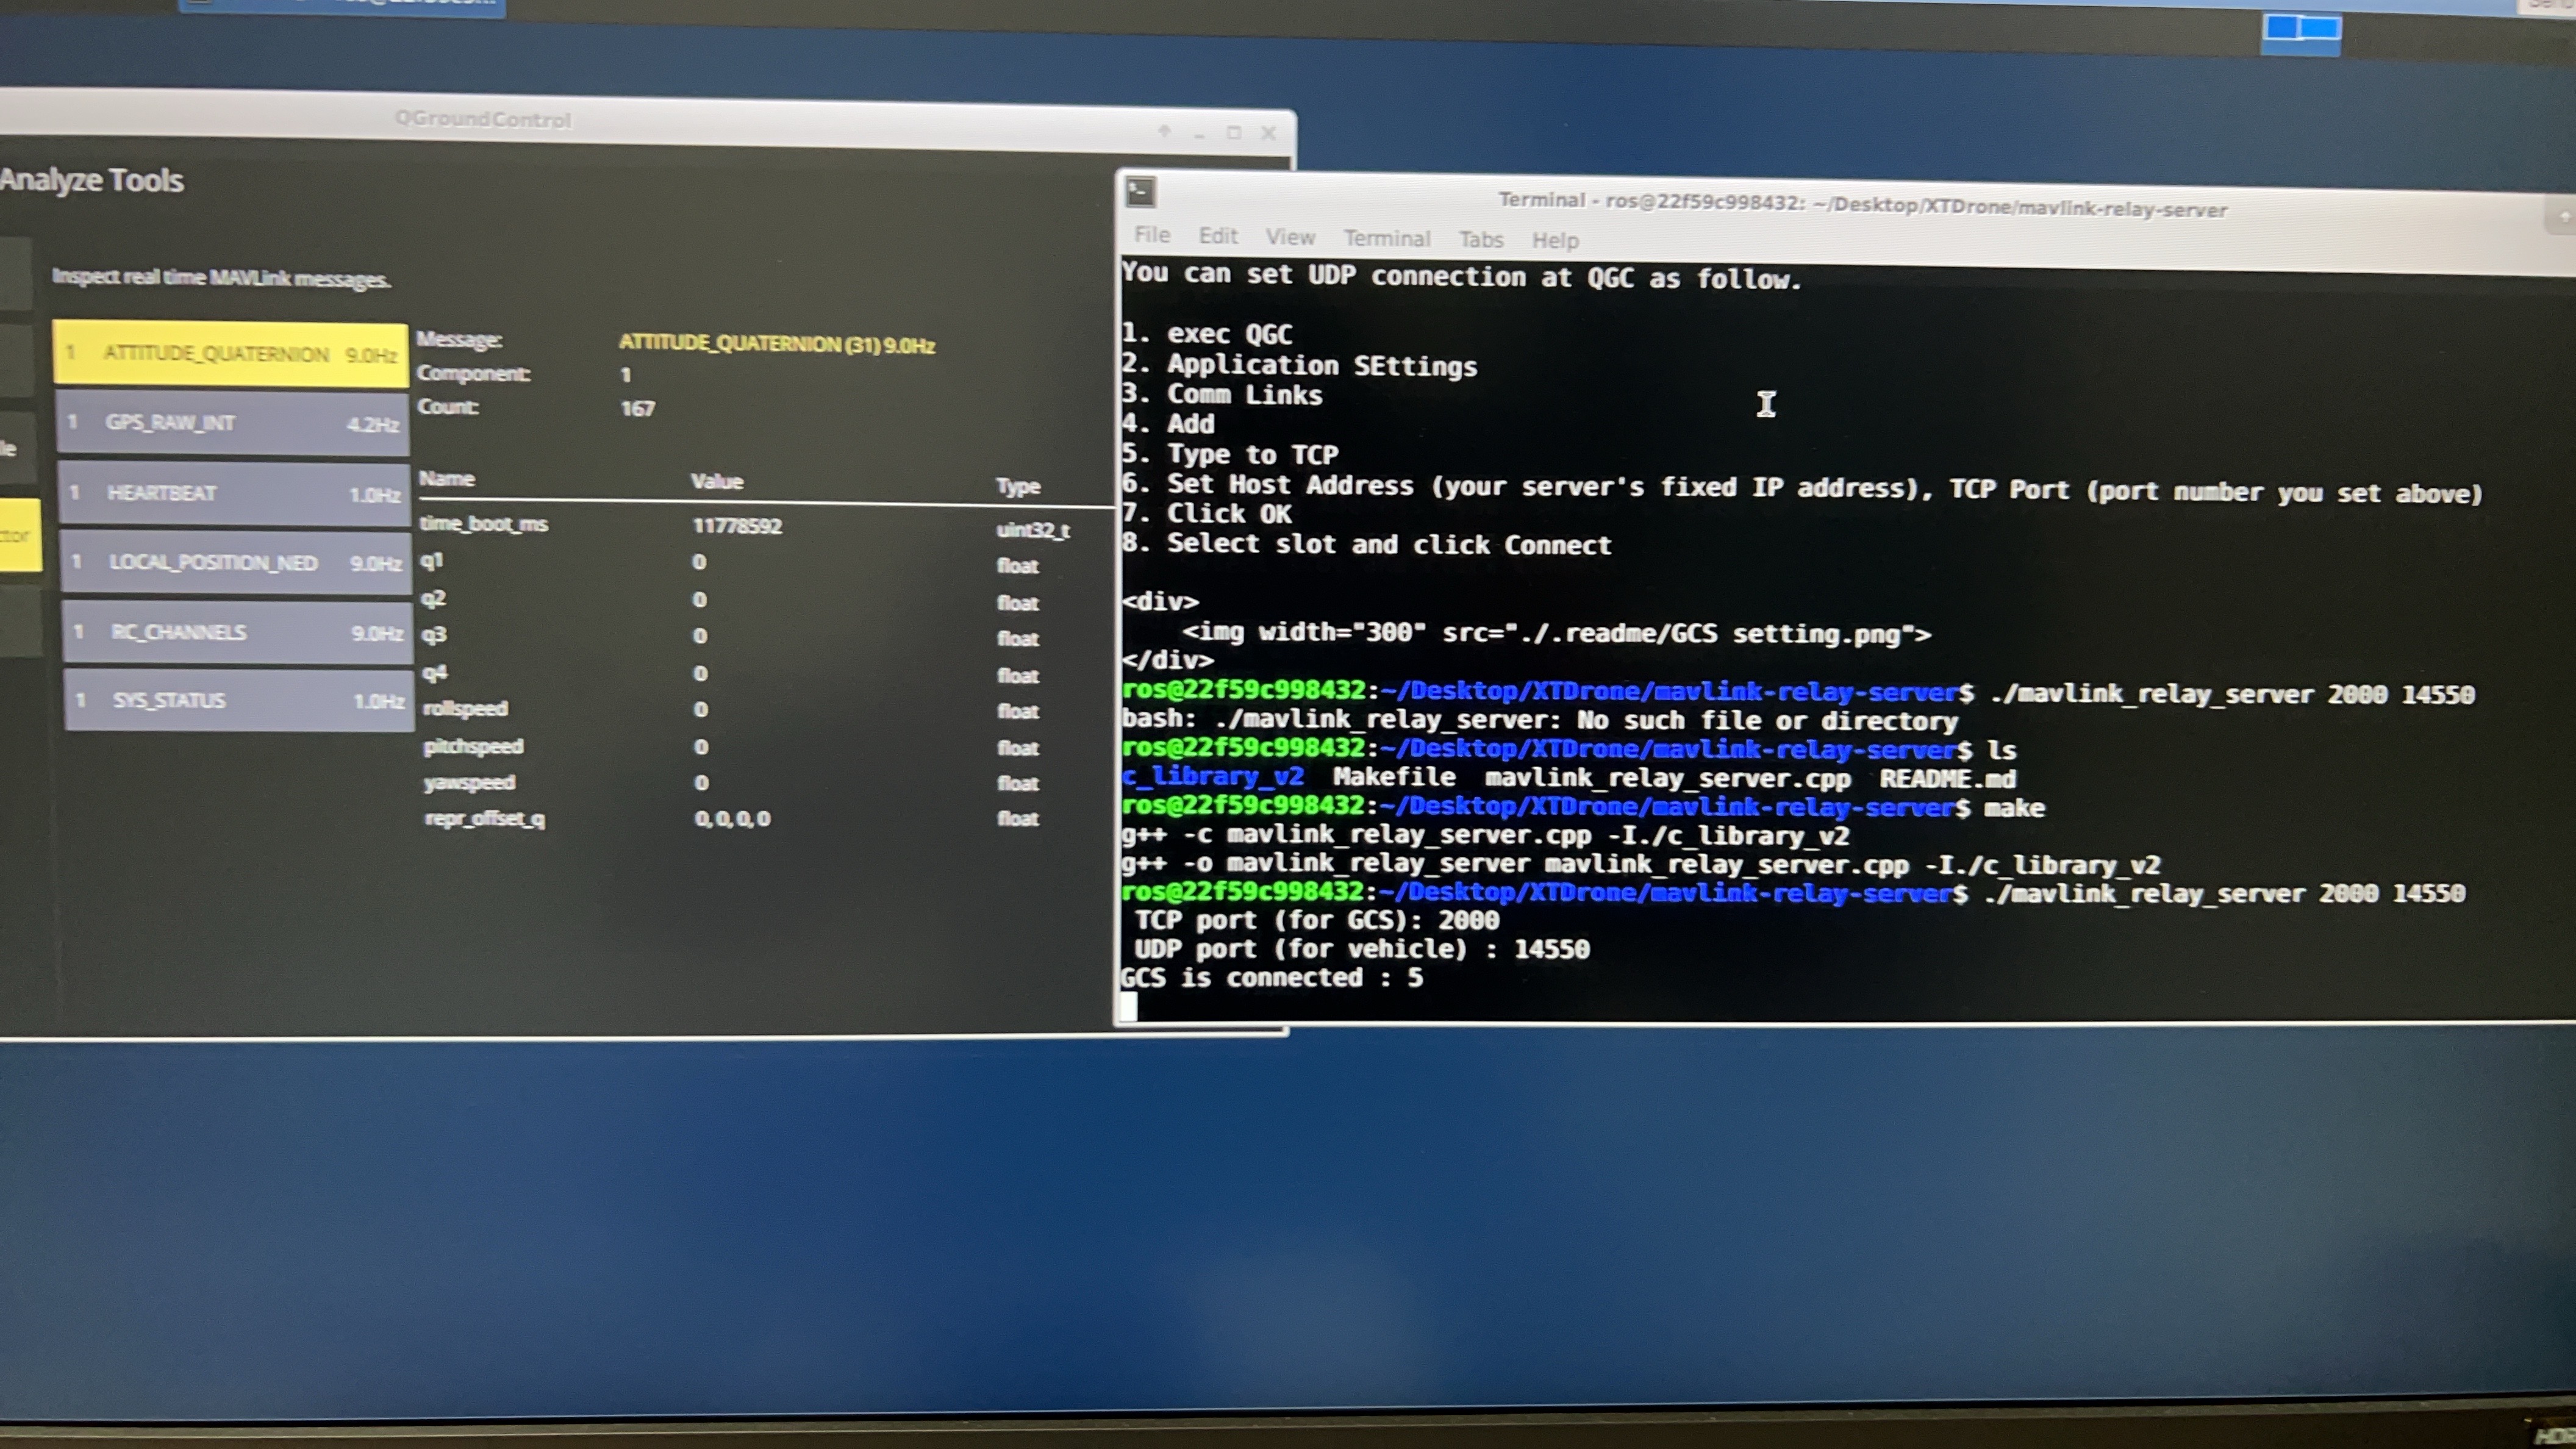 QGroundControl
Analyze Tools
Inspect real time MAVLink messages.
1 ATTITUDE_QUATERNION 9.0Hz
1 GPS_RAW_INT 4.2Hz
1 HEARTBEAT 1.0Hz
1 LOCAL_POSITION_NED 9.0Hz
1 RC_CHANNELS 9.0Hz
1 SYS_STATUS 1.0Hz
Message: ATTITUDE_QUATERNION (31) 9.0Hz
Component: 1
Count: 167
Name Value Type
time_boot_ms 11778592 uint32_t
q1 0 float
q2 0 float
q3 0 float
q4 0 float
rollspeed 0 float
pitchspeed 0 float
yawspeed 0 float
repr_offset_q 0,0,0,0 float
Terminal - ros@22f59c998432: ~/Desktop/XTDrone/mavlink-relay-server
File Edit View Terminal Tabs Help
You can set UDP connection at QGC as follow.
1. exec QGC
2. Application SEttings
3. Comm Links
4. Add
5. Type to TCP
6. Set Host Address (your server's fixed IP address), TCP Port (port number you set above)
7. Click OK
8. Select slot and click Connect
<div>
<img width="300" src="./.readme/GCS setting.png">
</div>
ros@22f59c998432:~/Desktop/XTDrone/mavlink-relay-server$ ./mavlink_relay_server 2000 14550
bash: ./mavlink_relay_server: No such file or directory
ros@22f59c998432:~/Desktop/XTDrone/mavlink-relay-server$ ls
c_library_v2 Makefile mavlink_relay_server.cpp README.md
ros@22f59c998432:~/Desktop/XTDrone/mavlink-relay-server$ make
g++ -c mavlink_relay_server.cpp -I./c_library_v2
g++ -o mavlink_relay_server mavlink_relay_server.cpp -I./c_library_v2
ros@22f59c998432:~/Desktop/XTDrone/mavlink-relay-server$ ./mavlink_relay_server 2000 14550
TCP port (for GCS): 2000
UDP port (for vehicle) : 14550
GCS is connected : 5